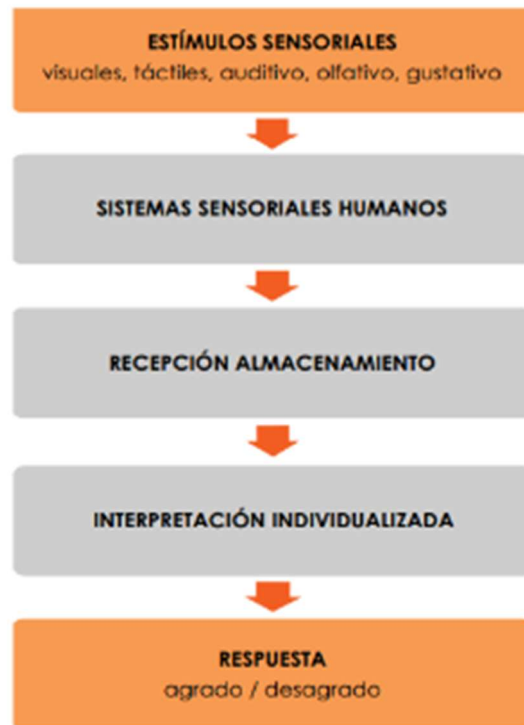 ESTÍMULOS SENSORIALES
visuales, táctiles, auditivo, olfativo, gustativo
SISTEMAS SENSORIALES HUMANOS
RECEPCIÓN ALMACENAMIENTO
INTERPRETACIÓN INDIVIDUALIZADA
RESPUESTA
agrado / desagrado